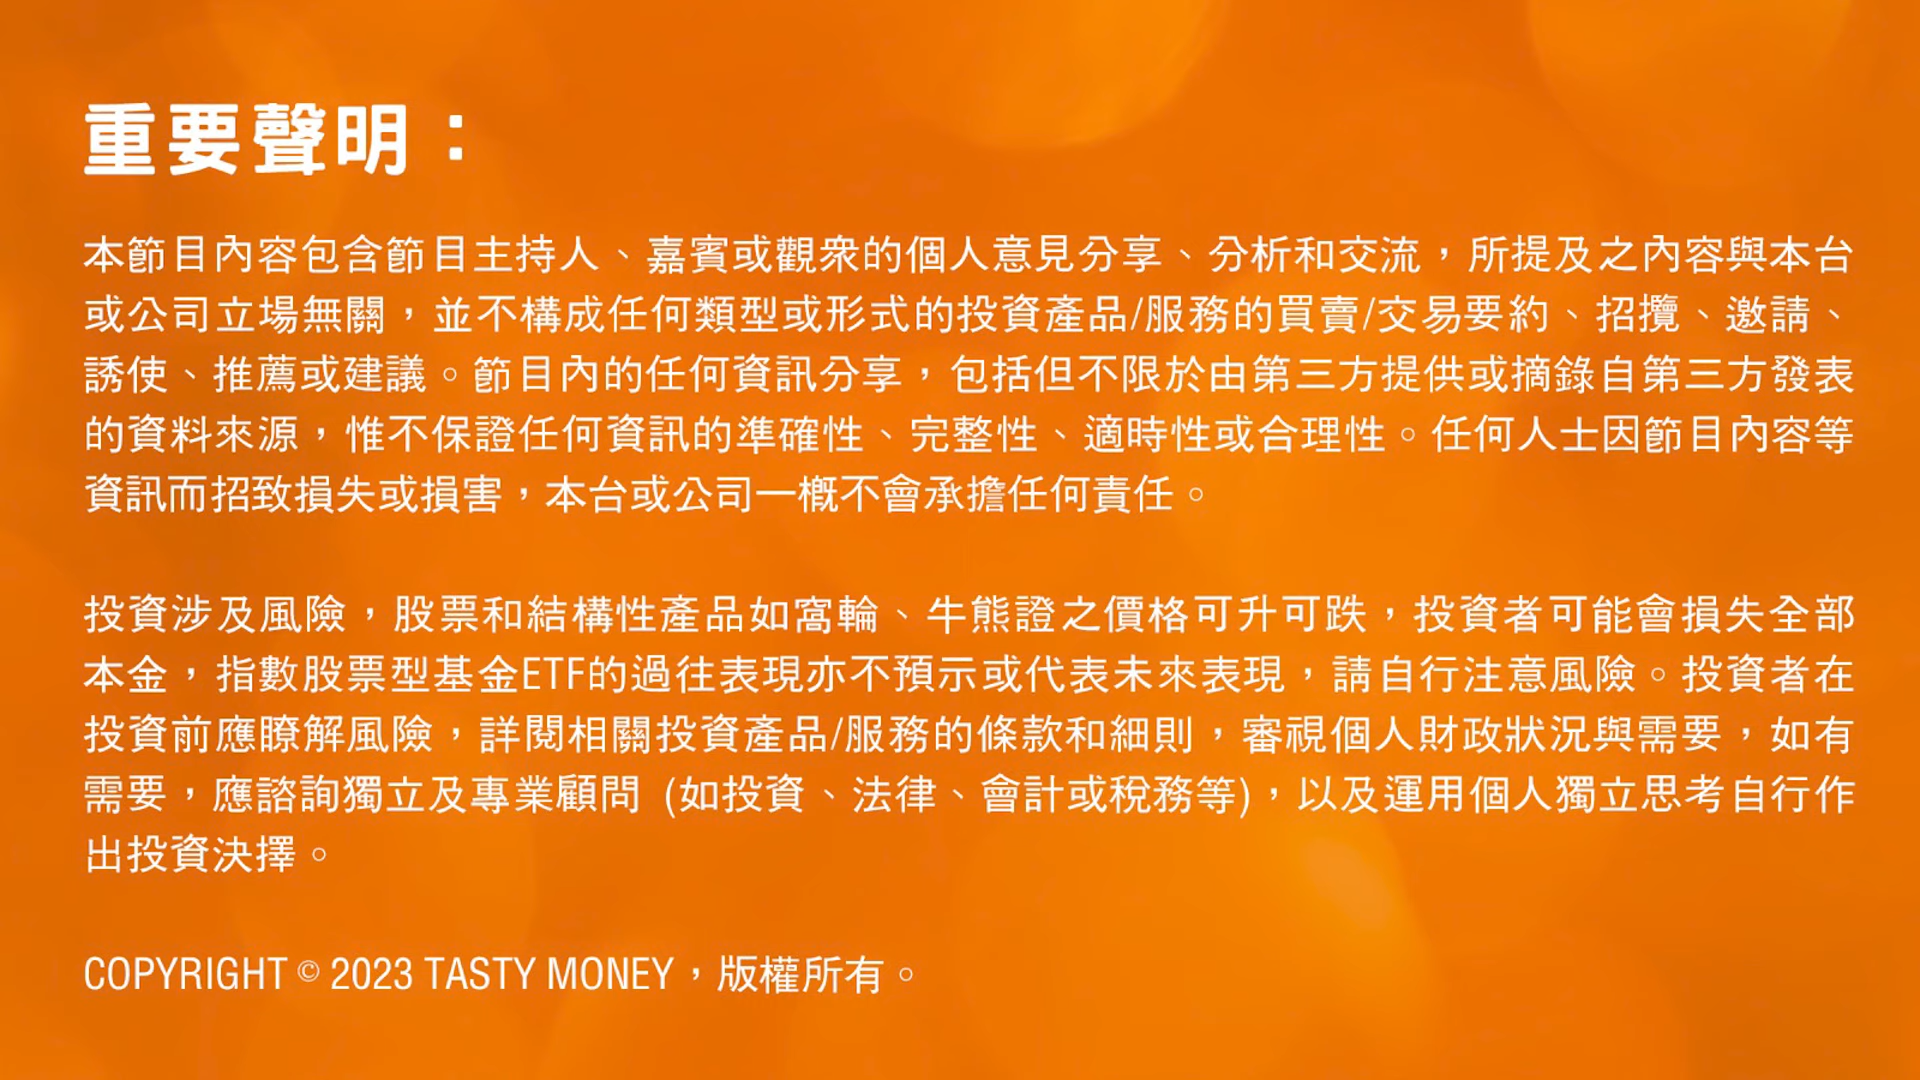 重要聲明：
本節目內容包含節目主持人、嘉賓或觀眾的個人意見分享、分析和交流，所提及之內容與本台
或公司立場無關，並不構成任何類型或形式的投資產品/服務的買賣/交易要約、招攬、邀請、
誘使、推薦或建議。節目內的任何資訊分享，包括但不限於由第三方提供或摘錄自第三方發表
的資料來源，惟不保證任何資訊的準確性、完整性、適時性或合理性。任何人士因節目內容等
資訊而招致損失或損害，本台或公司一概不會承擔任何責任。
投資涉及風險，股票和結構性產品如窩輪、牛熊證之價格可升可跌，投資者可能會損失全部
本金，指數股票型基金ETF的過往表現亦不預示或代表未來表現，請自行注意風險。投資者在
投資前應瞭解風險，詳閱相關投資產品/服務的條款和細則，審視個人財政狀況與需要，如有
需要，應諮詢獨立及專業顧問 (如投資、法律、會計或稅務等)，以及運用個人獨立思考自行作
出投資決擇。
COPYRIGHT © 2023 TASTY MONEY，版權所有。